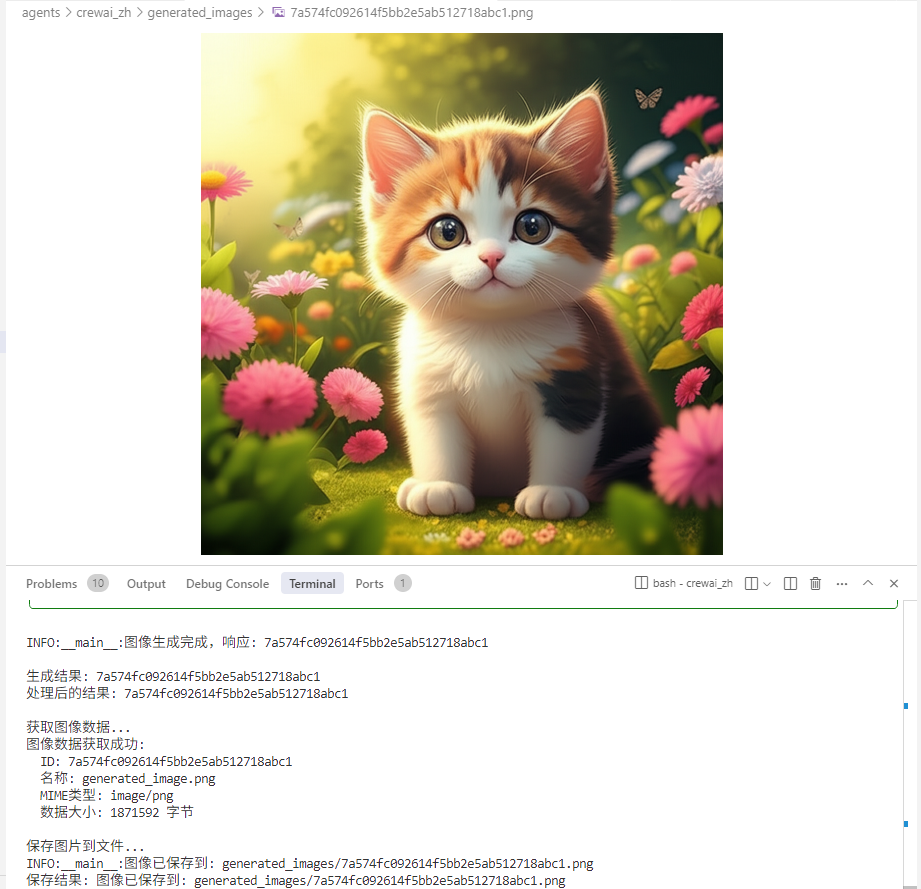 agents > crewai_zh > generated_images > 7a574fc092614f5bb2e5ab512718abc1.png
Problems 10 Output Debug Console Terminal Ports 1 bash - crewai_zh
INFO:__main__:图像生成完成，响应: 7a574fc092614f5bb2e5ab512718abc1
生成结果: 7a574fc092614f5bb2e5ab512718abc1
处理后的结果: 7a574fc092614f5bb2e5ab512718abc1
获取图像数据...
图像数据获取成功:
ID: 7a574fc092614f5bb2e5ab512718abc1
名称: generated_image.png
MIME类型: image/png
数据大小: 1871592 字节
保存图片到文件...
INFO:__main__:图像已保存到: generated_images/7a574fc092614f5bb2e5ab512718abc1.png
保存结果: 图像已保存到: generated_images/7a574fc092614f5bb2e5ab512718abc1.png